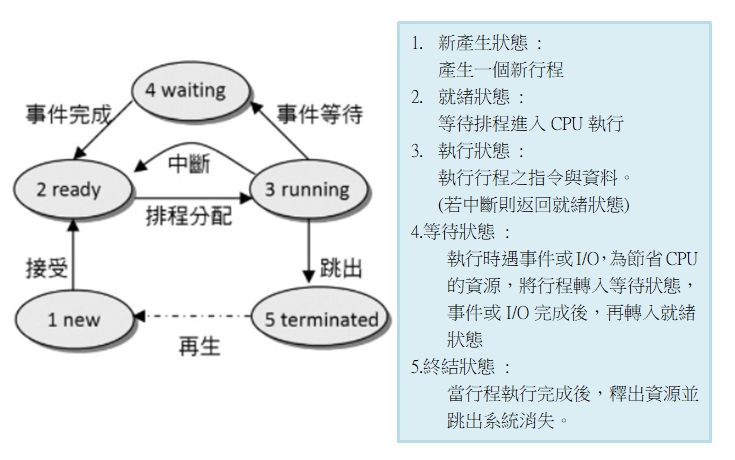 4 waiting
事件完成
事件等待
中斷
2 ready
3 running
排程分配
接受
跳出
1 new
5 terminated
再生
1. 新產生狀態：
產生一個新行程
2. 就緒狀態：
等待排程進入 CPU 執行
3. 執行狀態：
執行行程之指令與資料。
(若中斷則返回就緒狀態)
4.等待狀態：
執行時遇事件或 I/O，為節省 CPU
的資源，將行程轉入等待狀態，
事件或 I/O 完成後，再轉入就緒
狀態
5.終結狀態：
當行程執行完成後，釋出資源並
跳出系統消失。